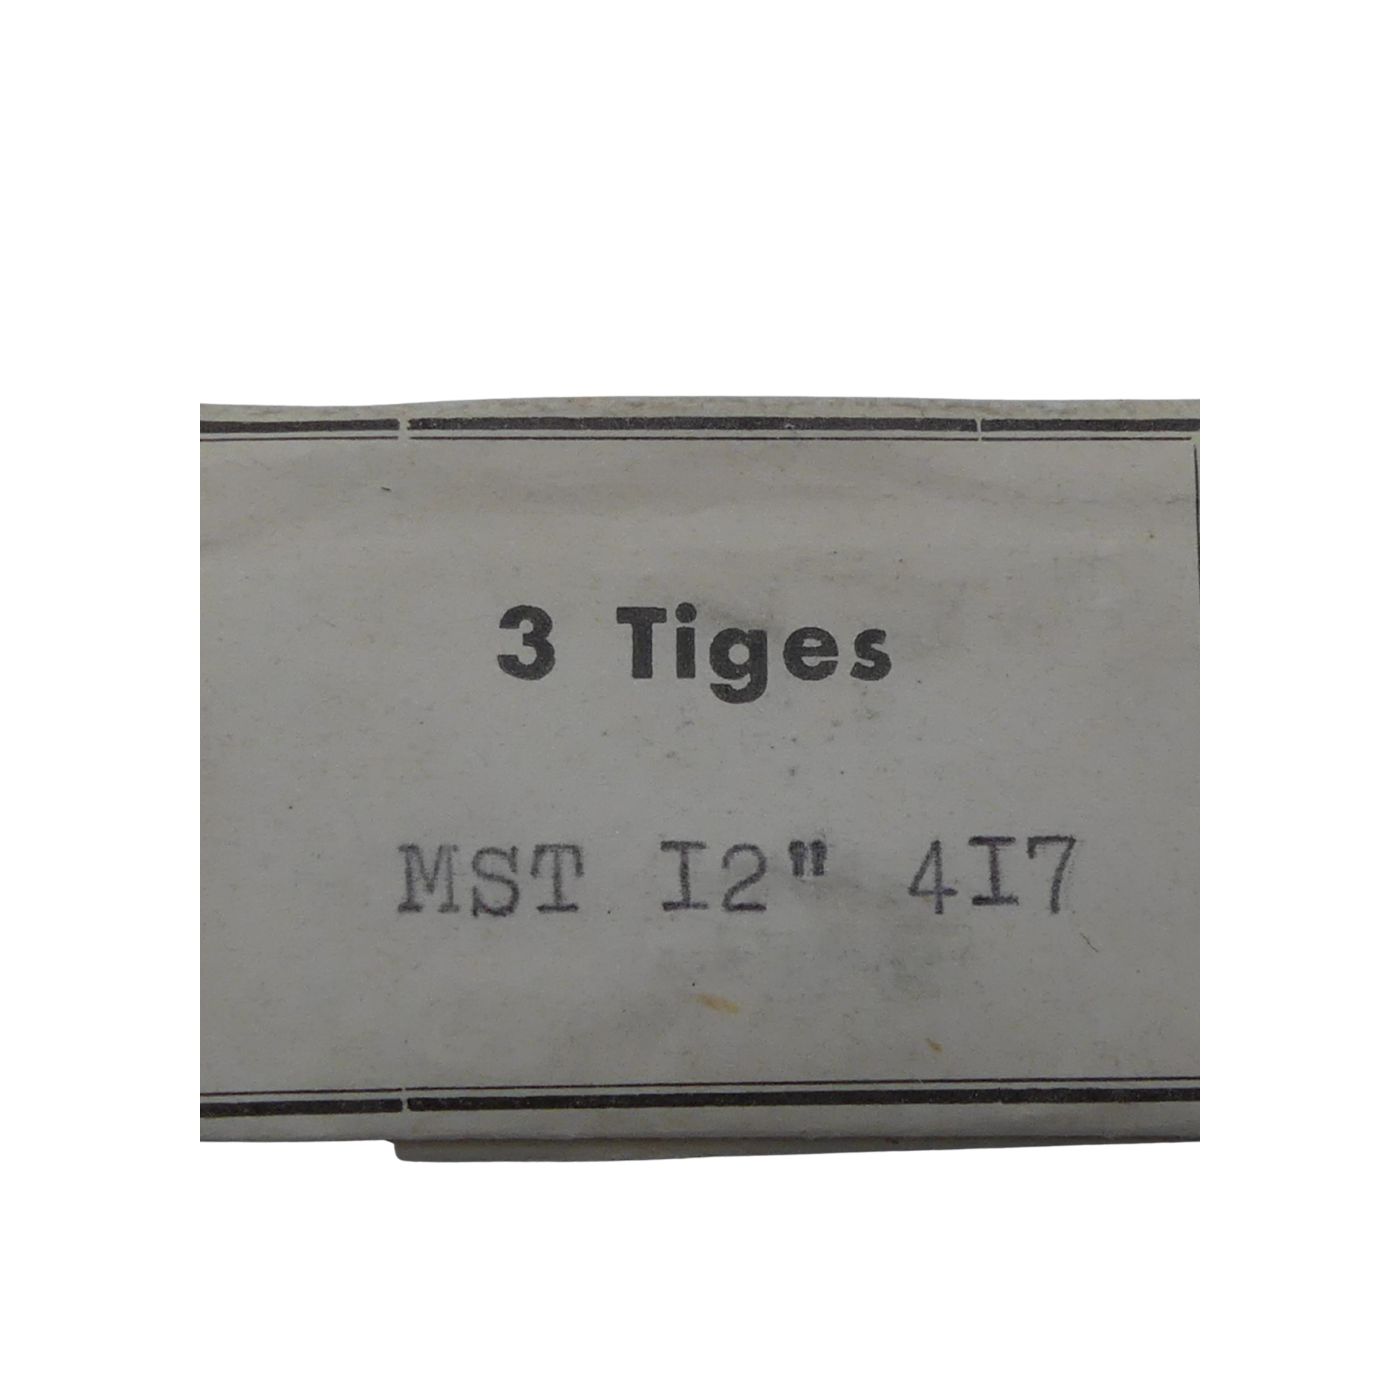 3 Tiges
MST I2" 4I7